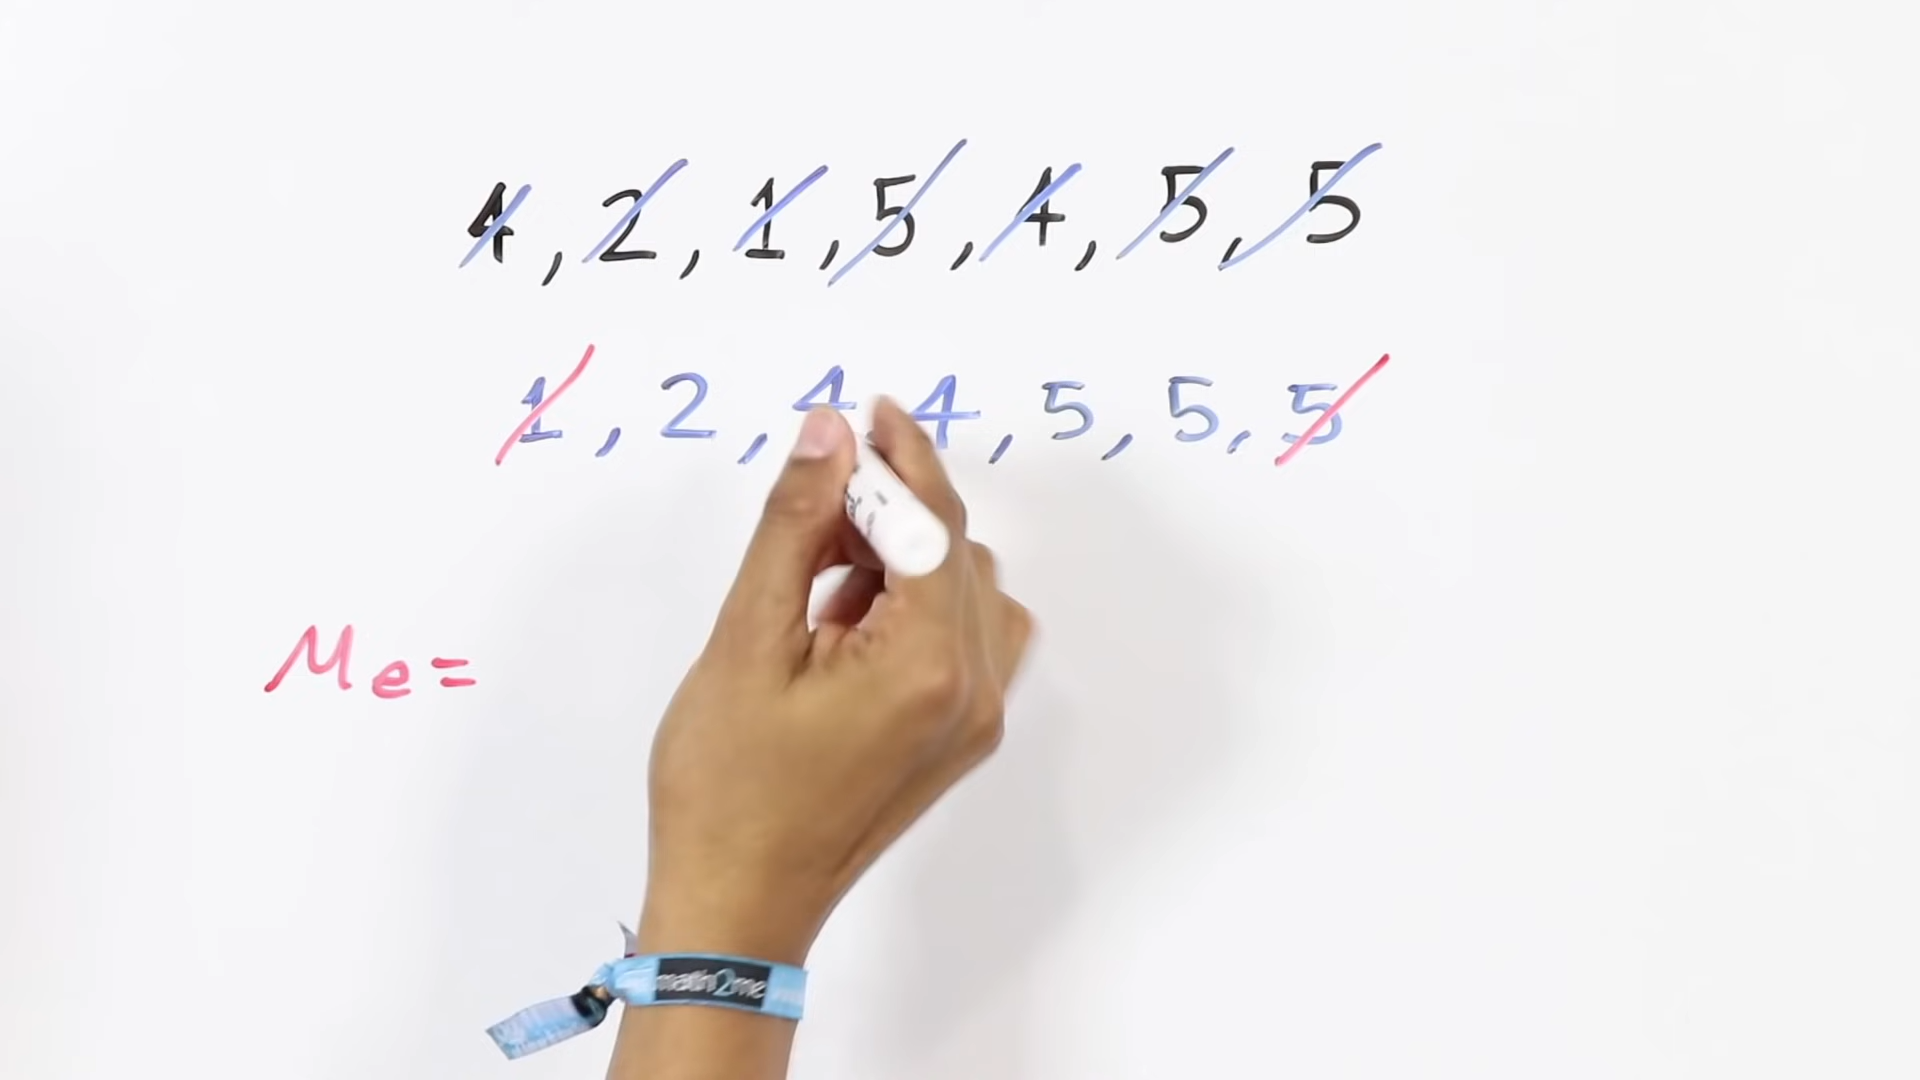 4, 2, 1, 5, 4, 5, 5
1, 2, 4, 4, 5, 5, 5
Me=
math2me